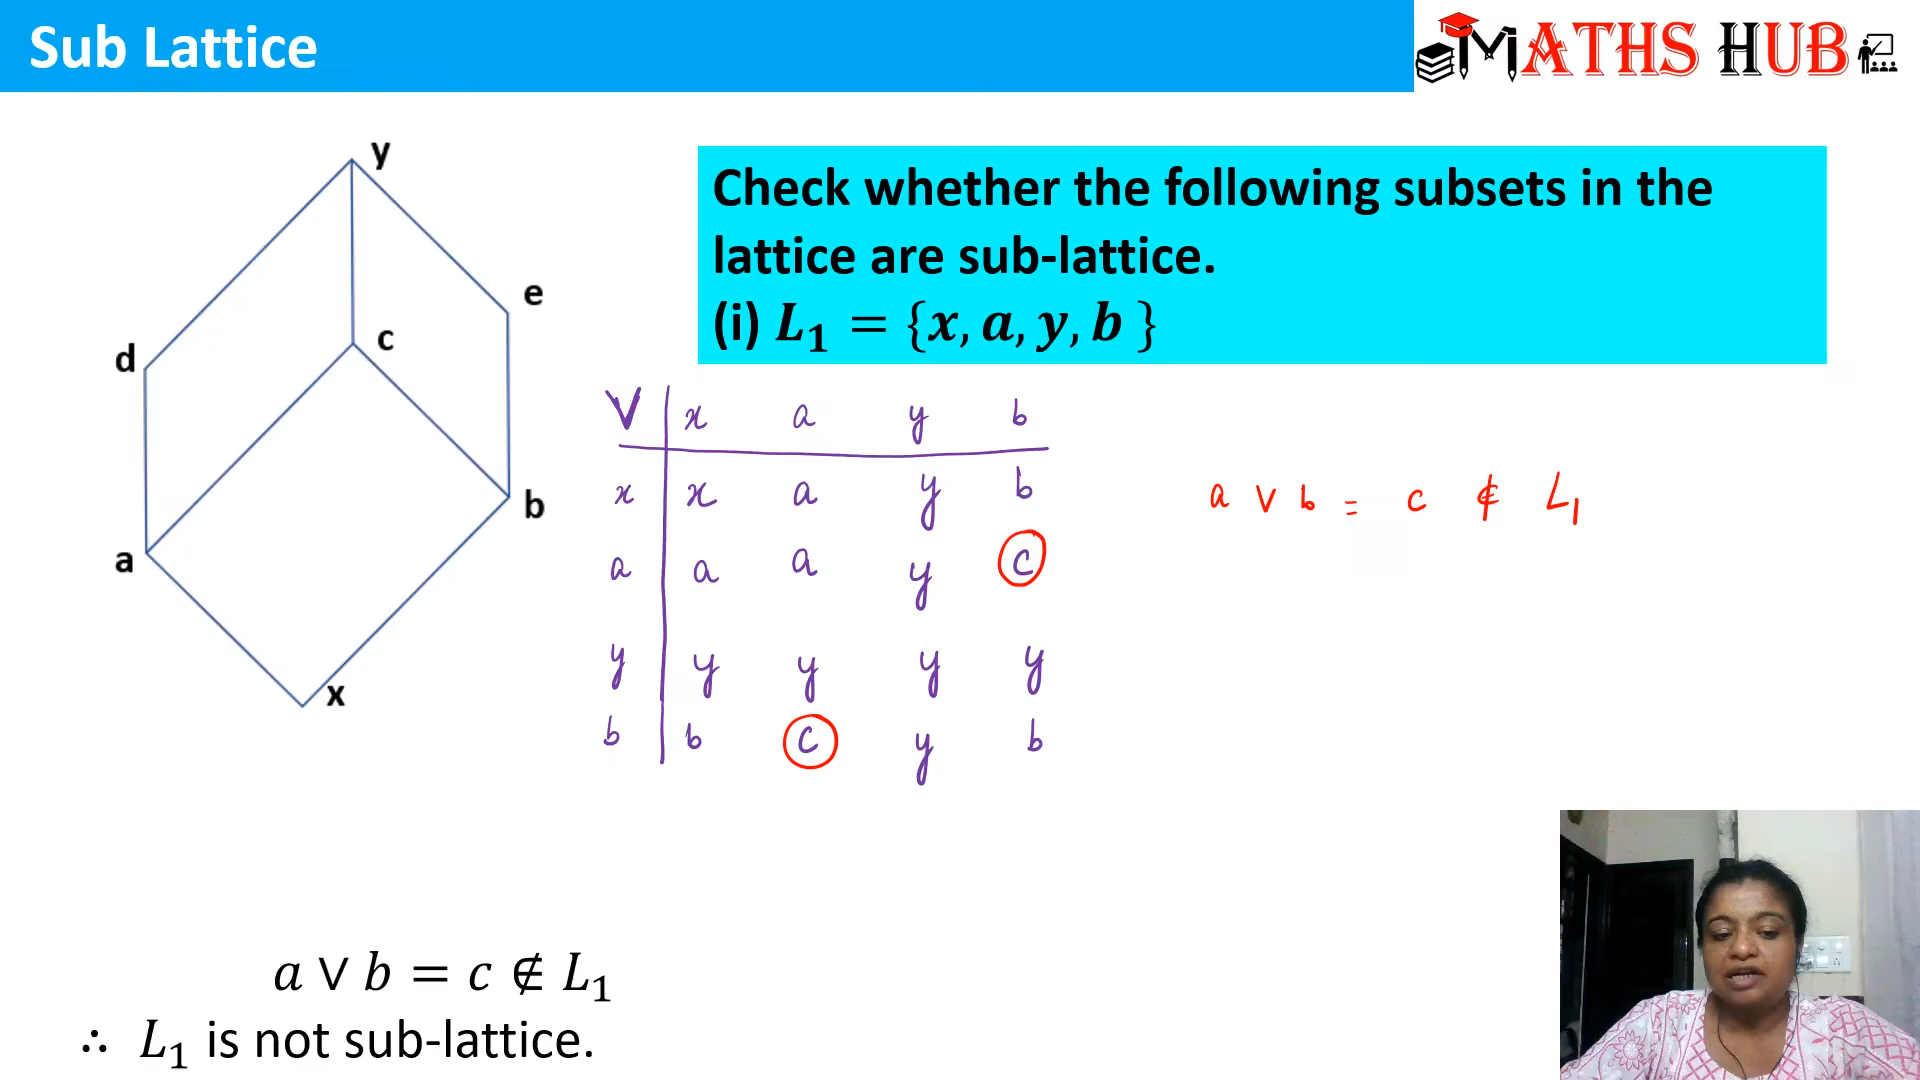 Sub Lattice
MATHS HUB
y
e
c
d
b
a
x
Check whether the following subsets in the
lattice are sub-lattice.
(i) L₁ = {x, a, y, b }
∨ x a y b
x x a y b
a a a y c
y y y y y
b b c y b
a ∨ b = c ∉ L₁
a ∨ b = c ∉ L₁
∴ L₁ is not sub-lattice.